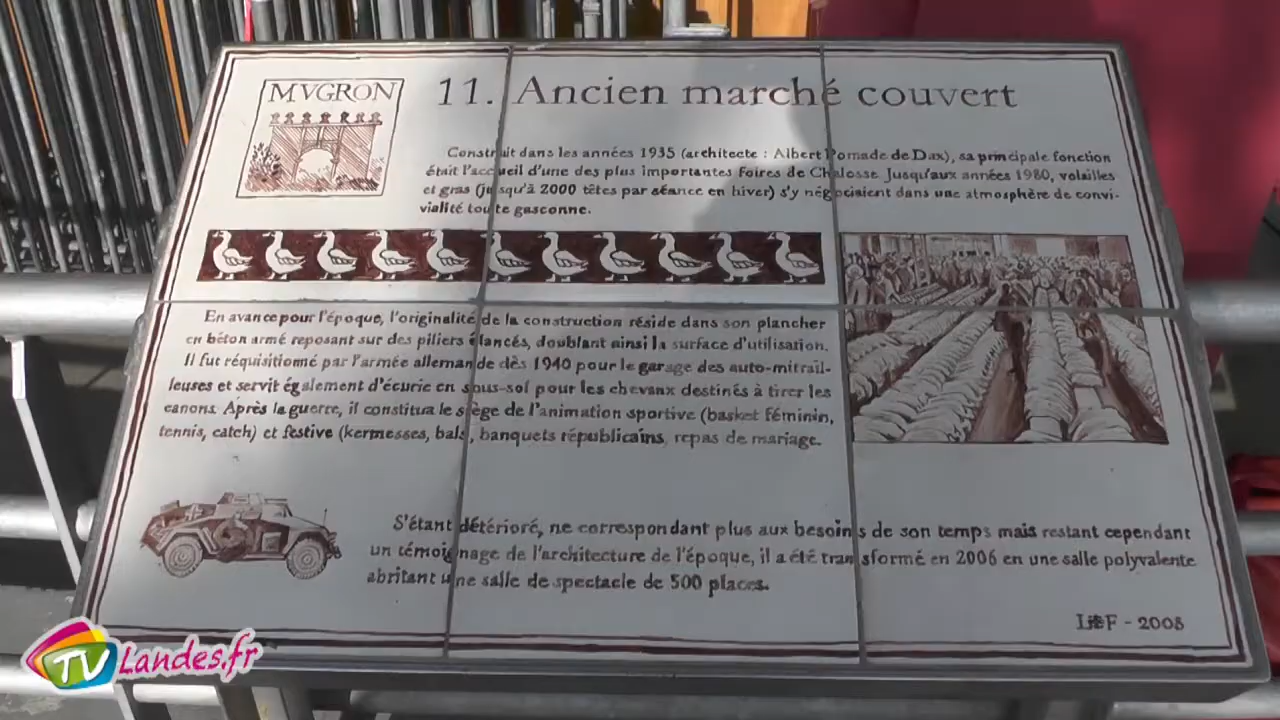 MVGRON
11. Ancien marché couvert
Construit dans les années 1935 (architecte : Albert Pomade de Dax), sa principale fonction
était l'accueil d'une des plus importantes foires de Chalosse. Jusqu'aux années 1980, volailles
et gras (jusqu'à 2000 têtes par séance en hiver) s'y négociaient dans une atmosphère de convi-
vialité toute gasconne.
En avance pour l'époque, l'originalité de la construction réside dans son plancher
en béton armé reposant sur des piliers élancés, doublant ainsi la surface d'utilisation.
Il fut réquisitionné par l'armée allemande dès 1940 pour le garage des auto-mitrail-
leuses et servit également d'écurie en sous-sol pour les chevaux destinés à tirer les
canons. Après la guerre, il constitua le siège de l'animation sportive (basket féminin,
tennis, catch) et festive (kermesses, bals, banquets républicains, repas de mariage.
S'étant détérioré, ne correspondant plus aux besoins de son temps mais restant cependant
un témoignage de l'architecture de l'époque, il a été transformé en 2006 en une salle polyvalente
abritant une salle de spectacle de 500 places.
- 2008
TV Landes.fr